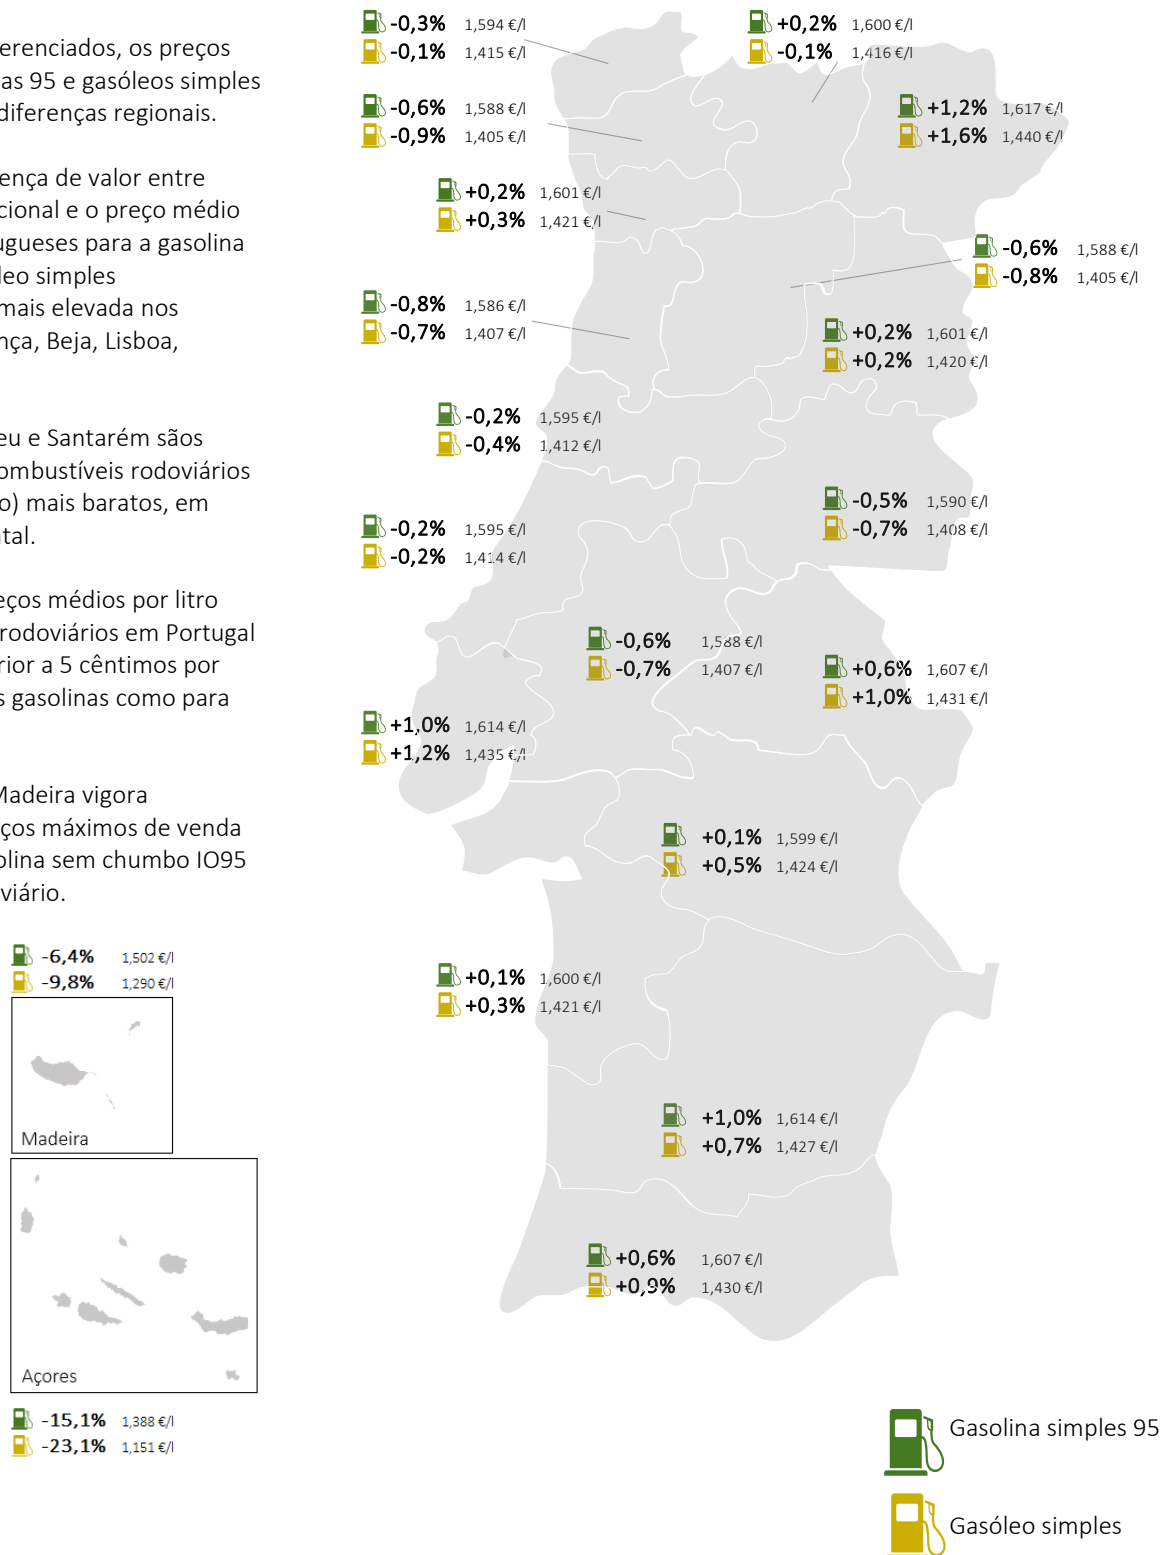 erenciados, os preços
as 95 e gasóleos simples
diferenças regionais.
ença de valor entre
cional e o preço médio
ugueses para a gasolina
leo simples
mais elevada nos
nça, Beja, Lisboa,
eu e Santarém sãos
ombustíveis rodoviários
o) mais baratos, em
tal.
eços médios por litro
rodoviários em Portugal
rior a 5 cêntimos por
s gasolinas como para
Madeira vigora
ços máximos de venda
olina sem chumbo IO95
viário.
-6,4% 1,502 €/l
-9,8% 1,290 €/l
Madeira
Açores
-15,1% 1,388 €/l
-23,1% 1,151 €/l
-0,3% 1,594 €/l
-0,1% 1,415 €/l
+0,2% 1,600 €/l
-0,1% 1,416 €/l
-0,6% 1,588 €/l
-0,9% 1,405 €/l
+1,2% 1,617 €/l
+1,6% 1,440 €/l
+0,2% 1,601 €/l
+0,3% 1,421 €/l
-0,6% 1,588 €/l
-0,8% 1,405 €/l
-0,8% 1,586 €/l
-0,7% 1,407 €/l
+0,2% 1,601 €/l
+0,2% 1,420 €/l
-0,2% 1,595 €/l
-0,4% 1,412 €/l
-0,5% 1,590 €/l
-0,7% 1,408 €/l
-0,2% 1,595 €/l
-0,2% 1,414 €/l
-0,6% 1,588 €/l
-0,7% 1,407 €/l
+0,6% 1,607 €/l
+1,0% 1,431 €/l
+1,0% 1,614 €/l
+1,2% 1,435 €/l
+0,1% 1,599 €/l
+0,5% 1,424 €/l
+0,1% 1,600 €/l
+0,3% 1,421 €/l
+1,0% 1,614 €/l
+0,7% 1,427 €/l
+0,6% 1,607 €/l
+0,9% 1,430 €/l
Gasolina simples 95
Gasóleo simples